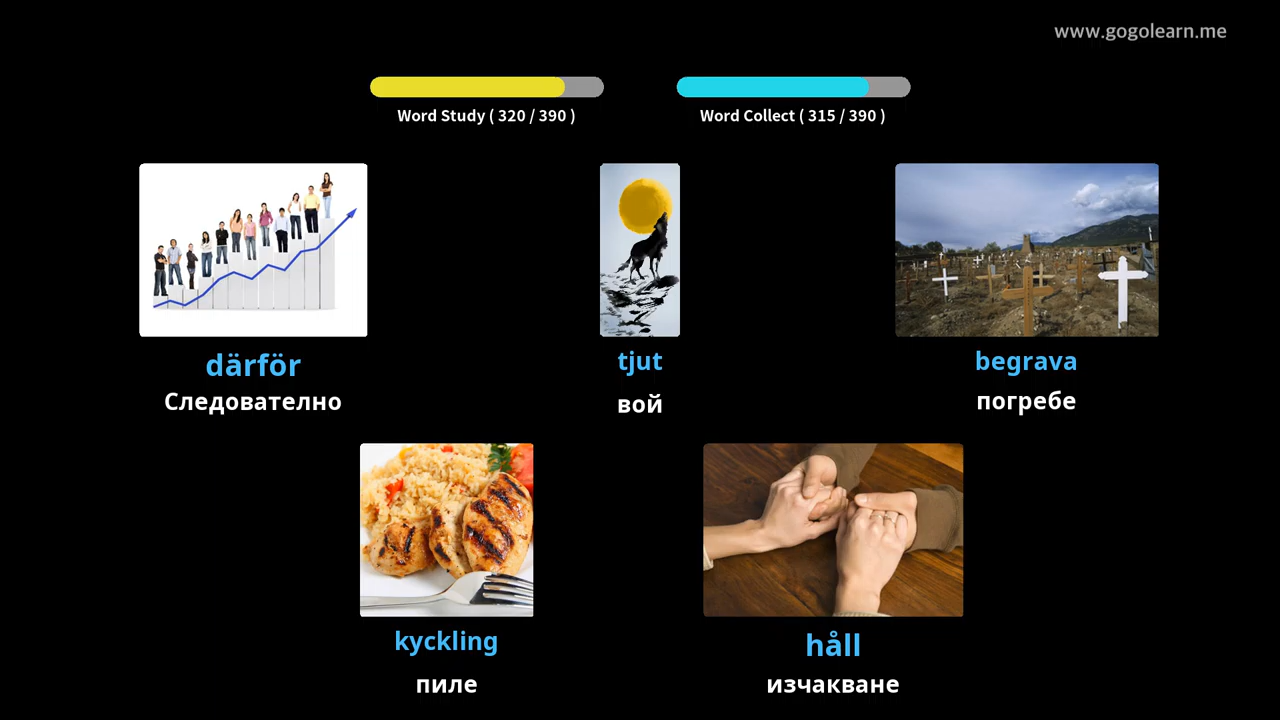 www.gogolearn.me
Word Study ( 320 / 390 )
Word Collect ( 315 / 390 )
därför
Следователно
tjut
вой
begrava
погребе
kyckling
пиле
håll
изчакване